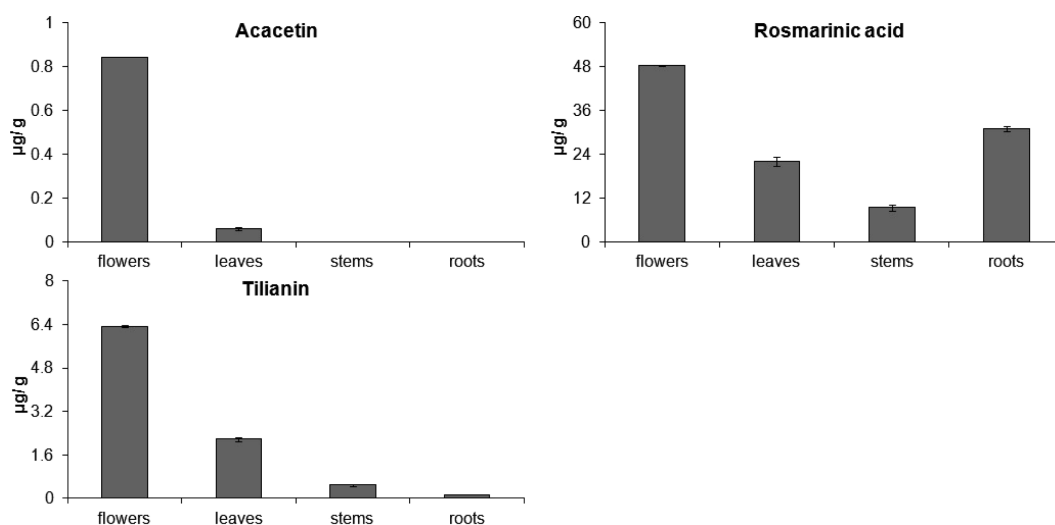 Acacetin
µg/ g
1
0.8
0.6
0.4
0.2
0
flowers leaves stems roots
Rosmarinic acid
µg/ g
60
48
36
24
12
0
flowers leaves stems roots
Tilianin
µg/ g
8
6.4
4.8
3.2
1.6
0
flowers leaves stems roots